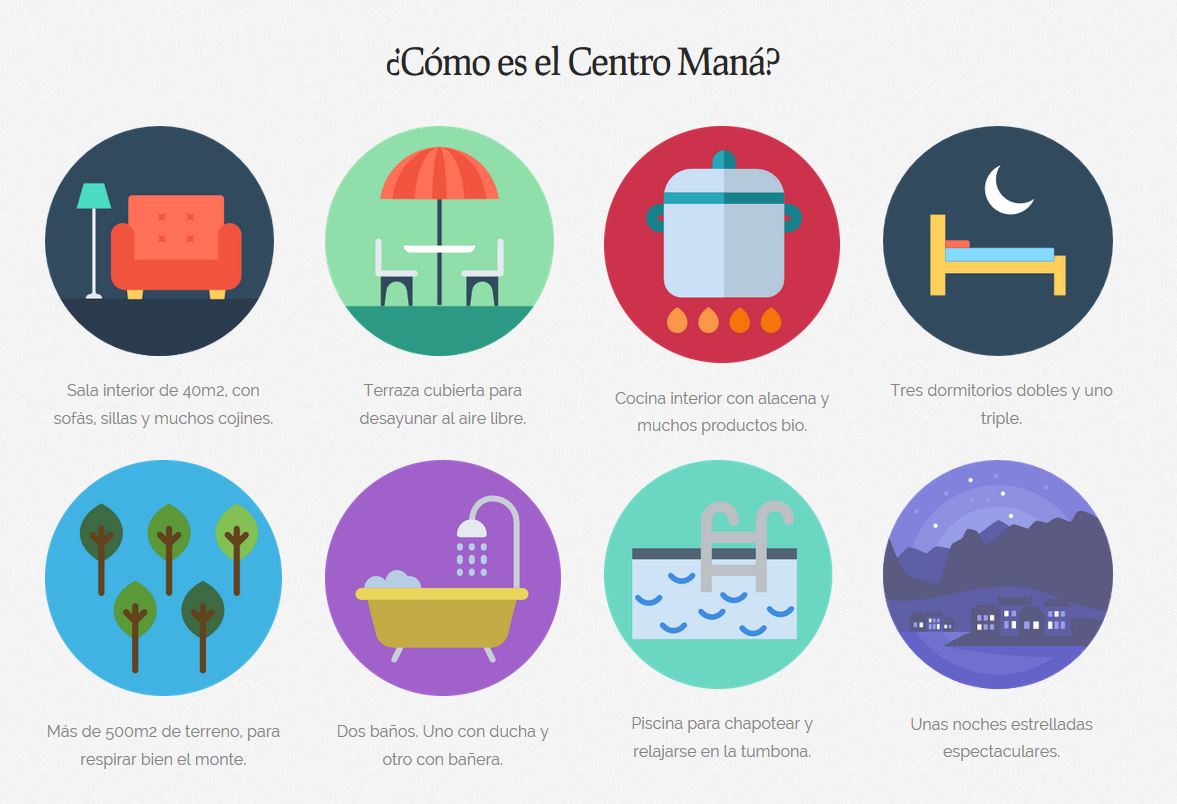 ¿Cómo es el Centro Maná?
Sala interior de 40m2, con
sofás, sillas y muchos cojines.
Terraza cubierta para
desayunar al aire libre.
Cocina interior con alacena y
muchos productos bio.
Tres dormitorios dobles y uno
triple.
Más de 500m2 de terreno, para
respirar bien el monte.
Dos baños. Uno con ducha y
otro con bañera.
Piscina para chapotear y
relajarse en la tumbona.
Unas noches estrelladas
espectaculares.